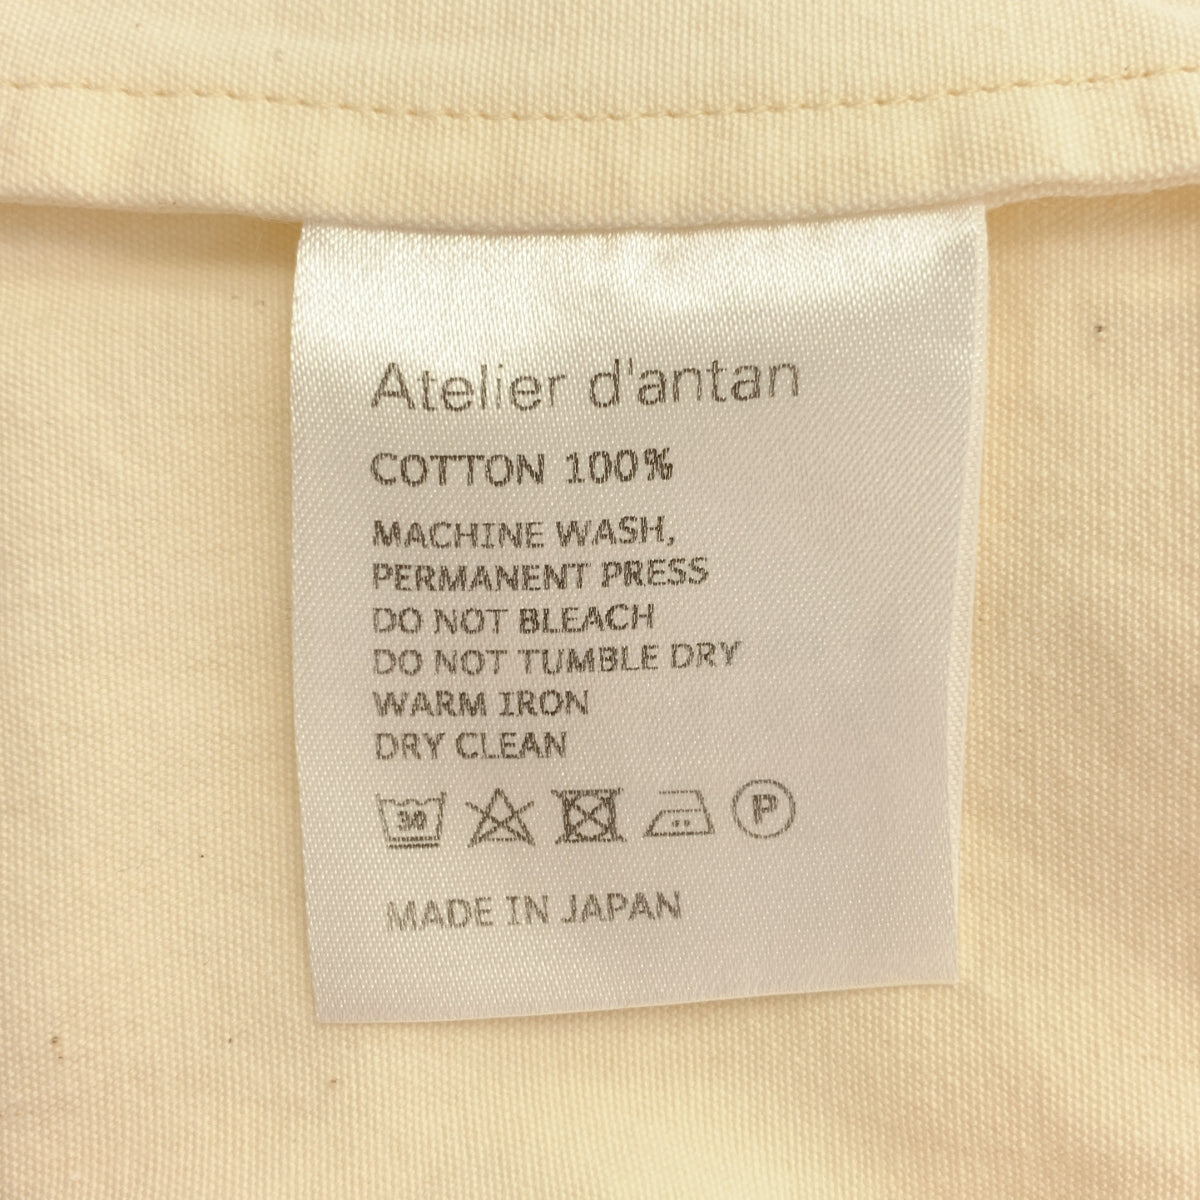 Atelier d'antan
COTTON 100%
MACHINE WASH,
PERMANENT PRESS
DO NOT BLEACH
DO NOT TUMBLE DRY
WARM IRON
DRY CLEAN
30 P
MADE IN JAPAN